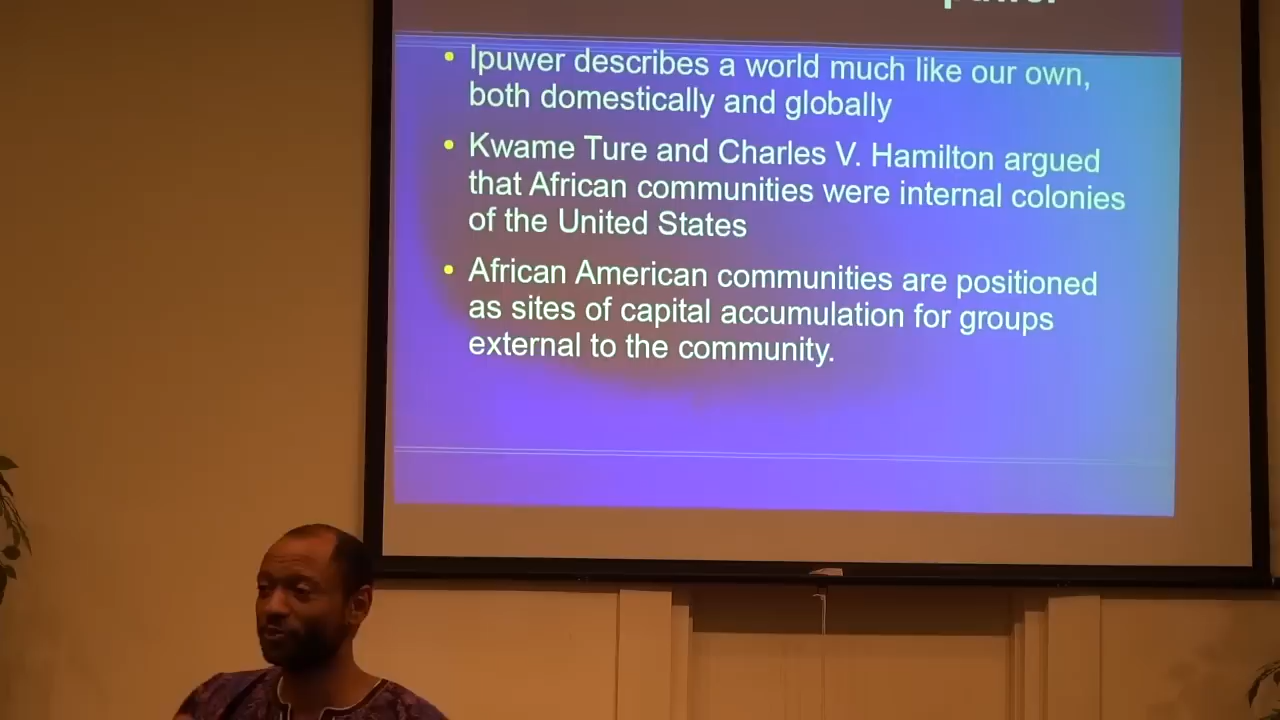 Ipuwer describes a world much like our own,
both domestically and globally
Kwame Ture and Charles V. Hamilton argued
that African communities were internal colonies
of the United States
African American communities are positioned
as sites of capital accumulation for groups
external to the community.